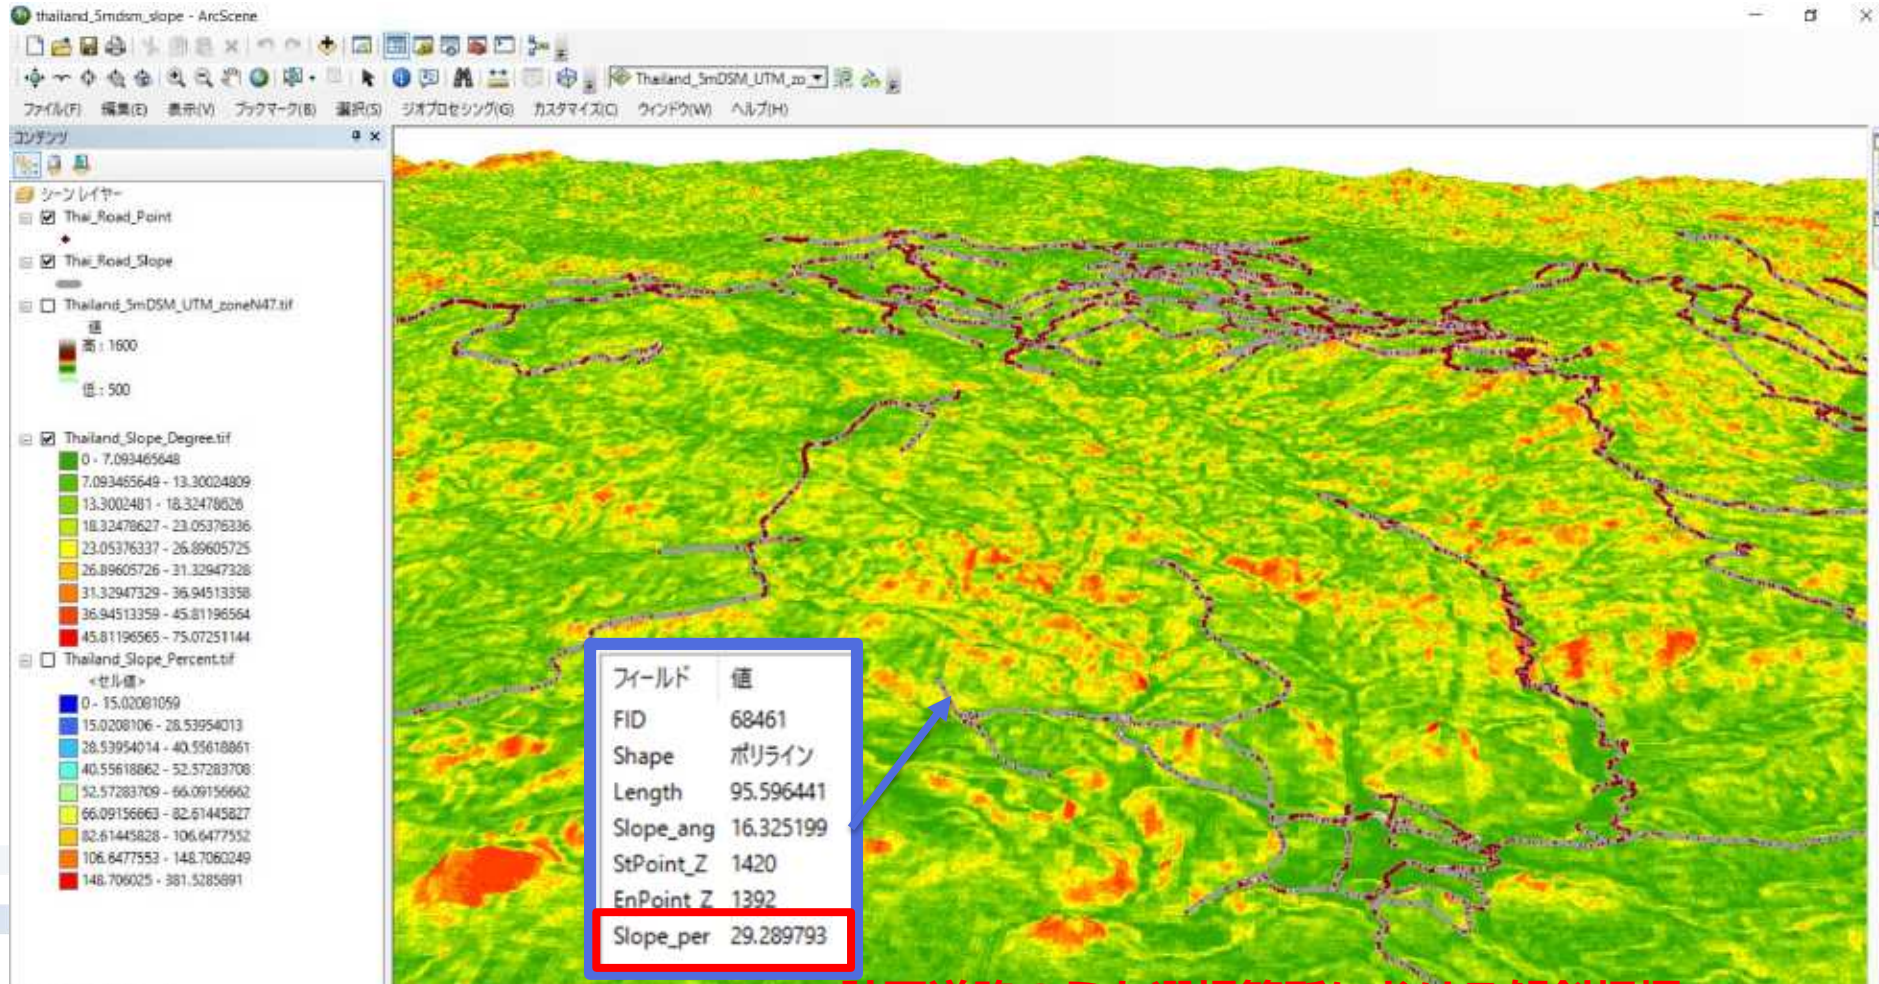 thailand_5mdsm_slope - ArcScene
Thailand_5mDSM_UTM_zo
ファイル(F) 編集(E) 表示(V) ブックマーク(B) 選択(S) ジオプロセシング(G) カスタマイズ(C) ウィンドウ(W) ヘルプ(H)
コンテンツ
シーン レイヤー
Thai_Road_Point
Thai_Road_Slope
Thailand_5mDSM_UTM_zoneN47.tif
値
高 : 1600
低 : 500
Thailand_Slope_Degree.tif
0 - 7.093465648
7.093465649 - 13.30024809
13.3002481 - 18.32478626
18.32478627 - 23.05376336
23.05376337 - 26.89605725
26.89605726 - 31.32947328
31.32947329 - 36.94513358
36.94513359 - 45.81196564
45.81196565 - 75.07251144
Thailand_Slope_Percent.tif
<セル値>
0 - 15.02081059
15.0208106 - 28.53954013
28.53954014 - 40.55618861
40.55618862 - 52.57283708
52.57283709 - 66.09156662
66.09156663 - 82.61445827
82.61445828 - 106.6477552
106.6477553 - 148.7060249
148.706025 - 381.5285891
フィールド 値
FID 68461
Shape ポリライン
Length 95.596441
Slope_ang 16.325199
StPoint_Z 1420
EnPoint_Z 1392
Slope_per 29.289793